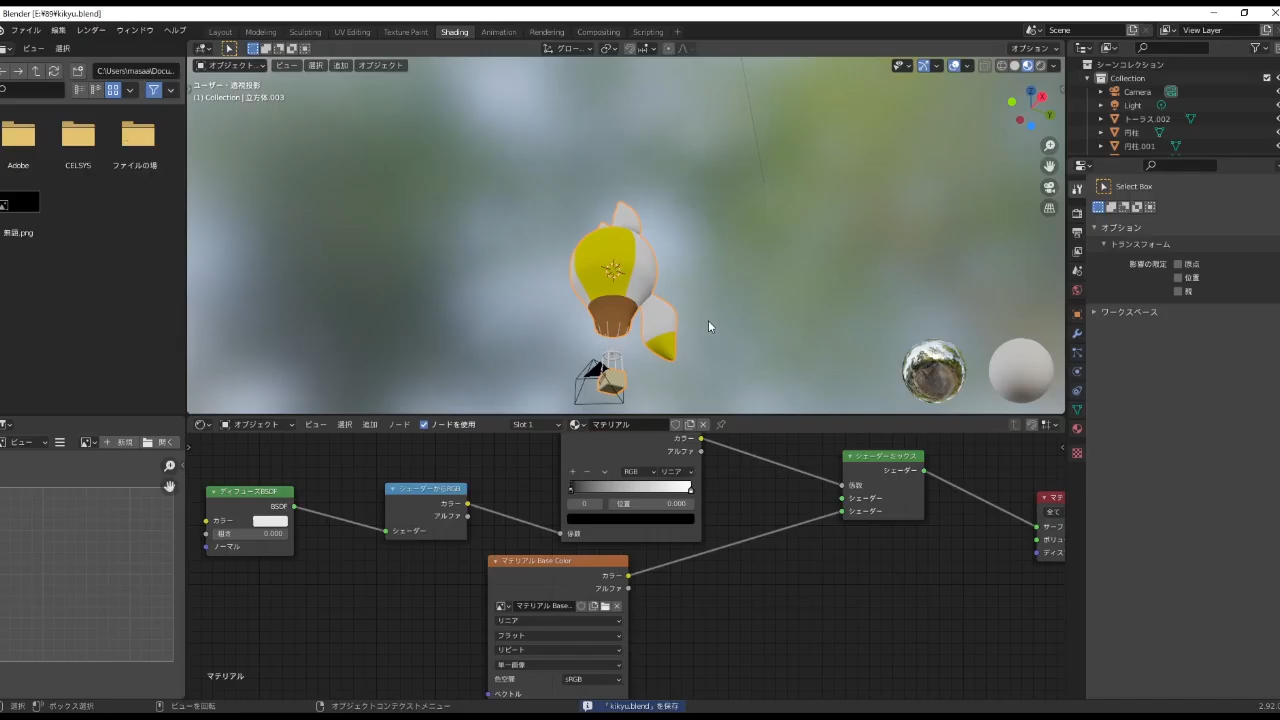 Blender [E:¥89¥kikyu.blend]
ファイル 編集 レンダー ウィンドウ ヘルプ Layout Modeling Sculpting UV Editing Texture Paint Shading Animation Rendering Compositing Scripting Scene View Layer
ビュー 選択 グロー.. オプション
C:\Users\masaa\Docu... オブジェクト.. ビュー 選択 追加 オブジェクト
シーンコレクション
Collection
Camera
Light
トーラス.002
円柱
円柱.001
ユーザー・透視投影
(1) Collection | 立方体.003
Adobe CELSYS ファイルの場
無題.png
Select Box
オプション
トランスフォーム
影響の限定 原点
位置
親
ワークスペース
オブジェクト ビュー 選択 追加 ノード ノードを使用 Slot 1 マテリアル
ビュー 新規 開く
カラー
アルファ
RGB リニア
0 位置 0.000
係数
ディフューズBSDF
BSDF
カラー
粗さ 0.000
ノーマル
シェーダーからRGB
カラー
アルファ
シェーダー
シェーダーミックス
シェーダー
係数
シェーダー
シェーダー
マテ
全て
サーフ
ボリュ
ディス
マテリアル Base Color
カラー
アルファ
マテリアル Base..
リニア
フラット
リピート
単一画像
色空間 sRGB
ベクトル
マテリアル
選択 ボックス選択 ビューを回転 オブジェクトコンテクストメニュー 「kikyu.blend」を保存 2.92.0